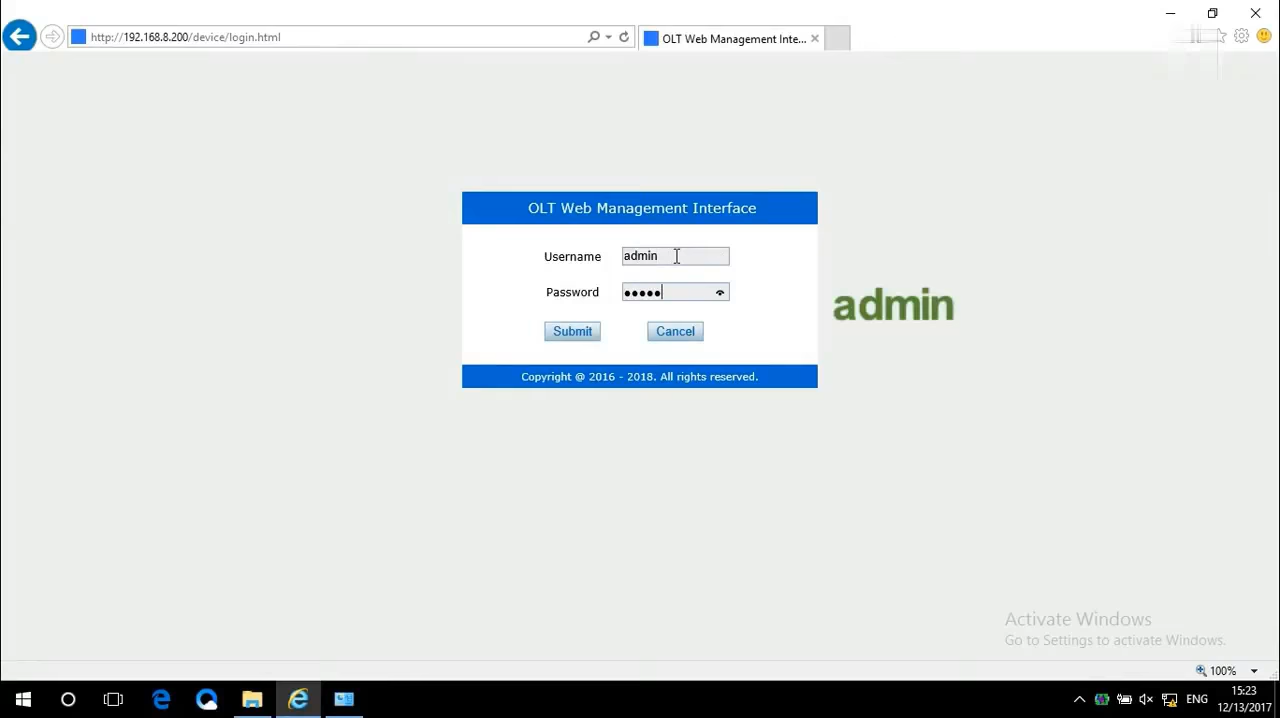 http://192.168.8.200/device/login.html
OLT Web Management Inte...
OLT Web Management Interface
Username admin
Password ●●●●●
admin
Submit Cancel
Copyright @ 2016 - 2018. All rights reserved.
Activate Windows
Go to Settings to activate Windows.
100%
ENG
15:23
12/13/2017